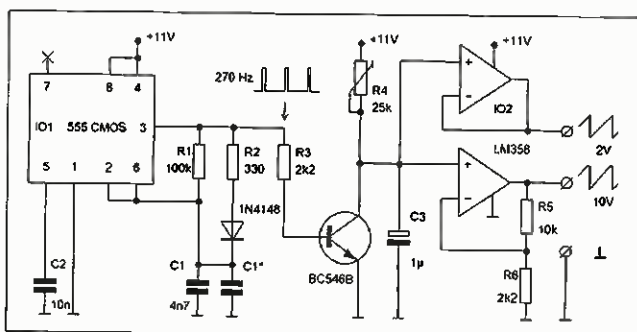 +11V
+11V
+11V
270 Hz
7
8
4
R4
25k
+
-
IO2
LM358
IO1
555 CMOS
3
R1
100k
R2
330
R3
2k2
5
1
2
6
2V
+
-
10V
1N4148
C3
1µ
R5
10k
BC546B
C2
10n
C1
4n7
C1*
R6
2k2